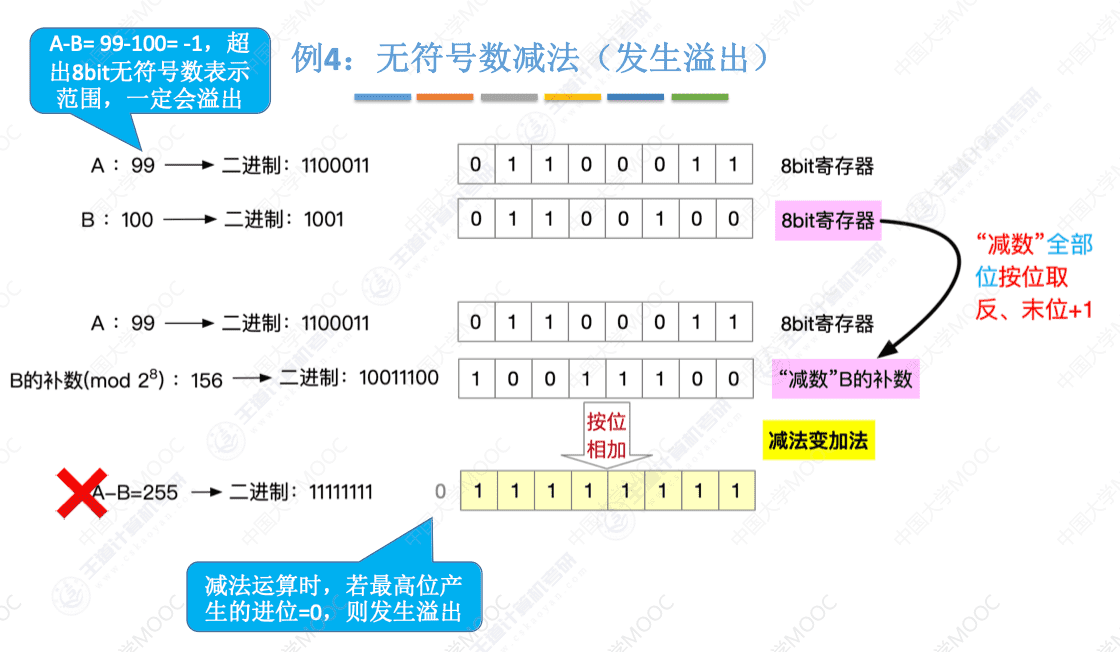 A-B= 99-100= -1，超
出8bit无符号数表示
范围，一定会溢出
例4：无符号数减法（发生溢出）
A： 99 → 二进制：1100011 0 1 1 0 0 0 1 1 8bit寄存器
B： 100 → 二进制：1001 0 1 1 0 0 1 0 0 8bit寄存器
“减数”全部
位按位取
反、末位+1
A： 99 → 二进制：1100011 0 1 1 0 0 0 1 1 8bit寄存器
B的补数(mod 2⁸)：156 → 二进制：10011100 1 0 0 1 1 1 0 0 “减数”B的补数
按位
相加
减法变加法
A-B=255 → 二进制：11111111 0 1 1 1 1 1 1 1 1
减法运算时，若最高位产
生的进位=0，则发生溢出
中国大学MOOC
王道计算机考研